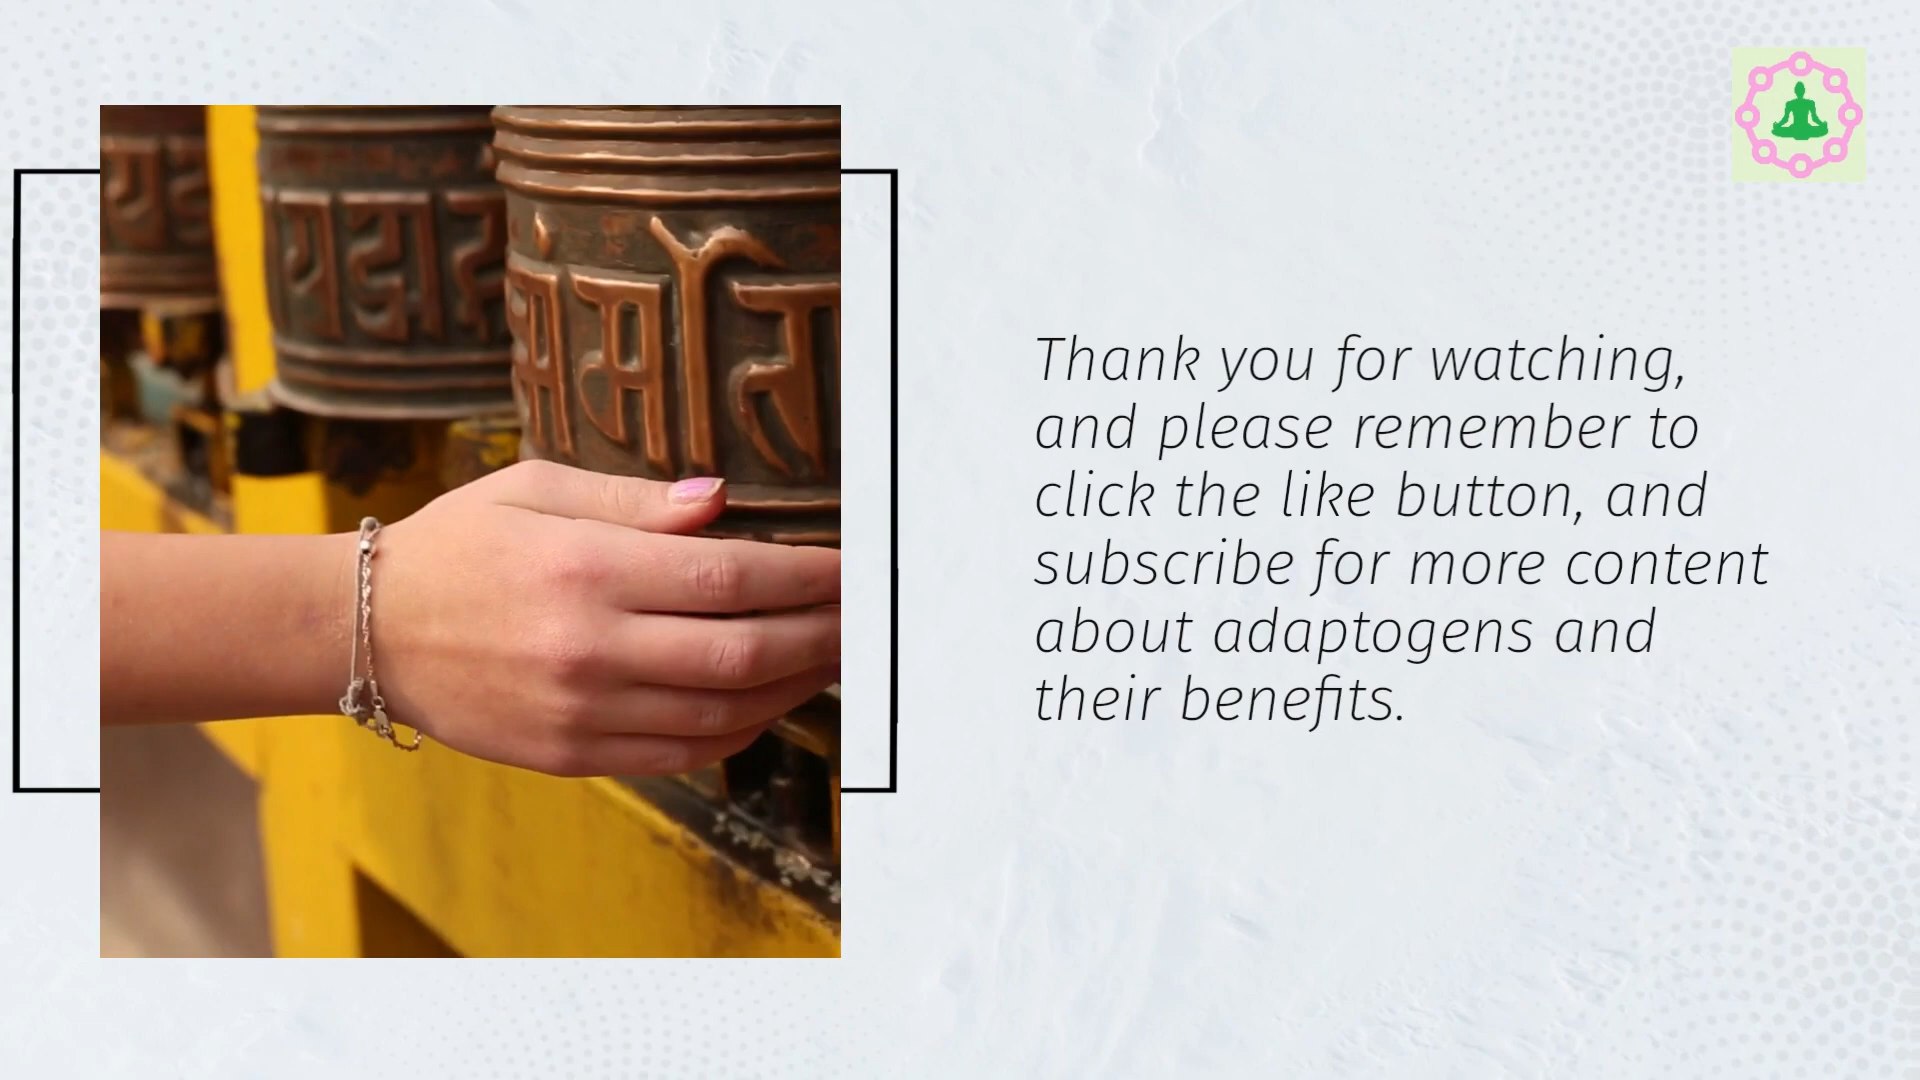 Thank you for watching,
and please remember to
click the like button, and
subscribe for more content
about adaptogens and
their benefits.